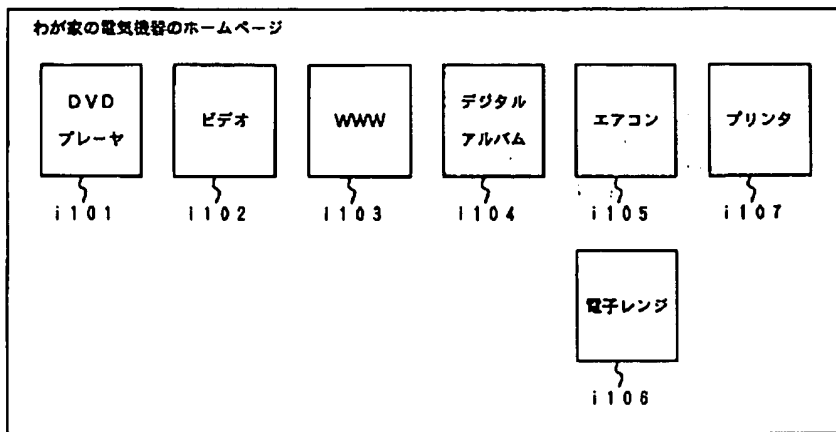 わが家の電気機器のホームページ
DVD
プレーヤ
ビデオ
WWW
デジタル
アルバム
エアコン
プリンタ
i101
i102
i103
i104
i105
i107
電子レンジ
i106